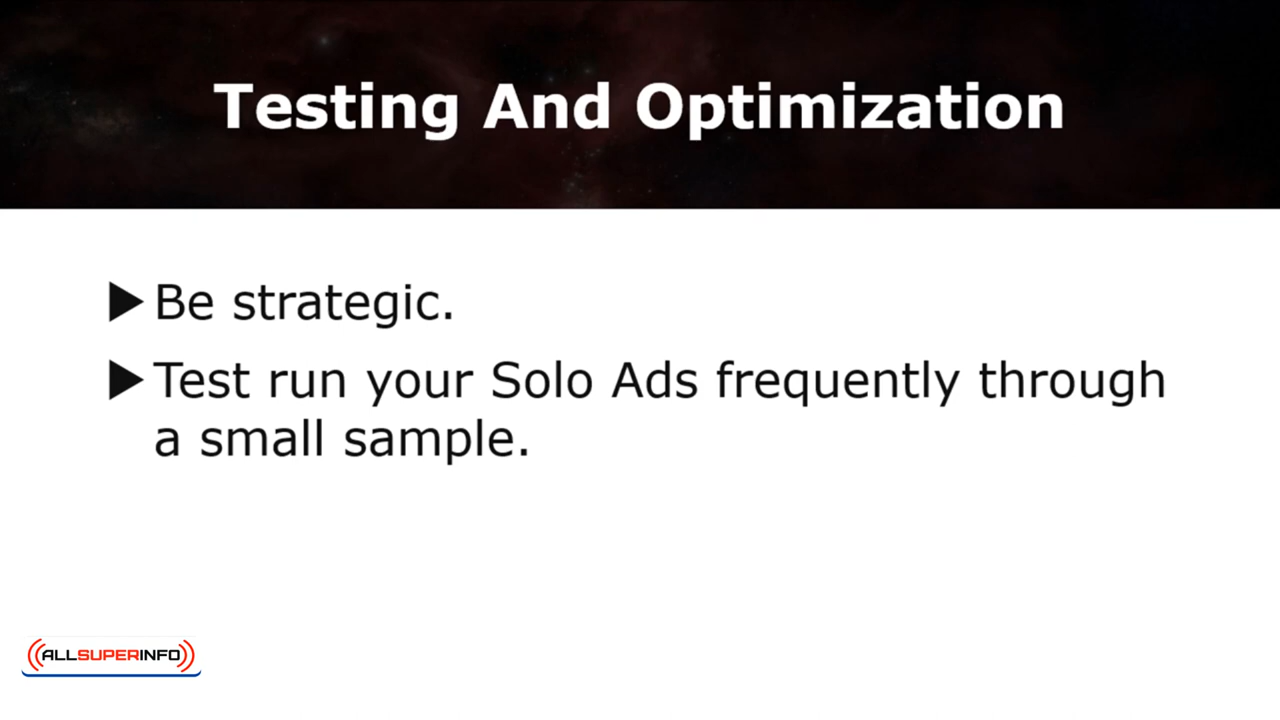 Testing And Optimization
Be strategic.
Test run your Solo Ads frequently through
a small sample.
ALLSUPERINFO